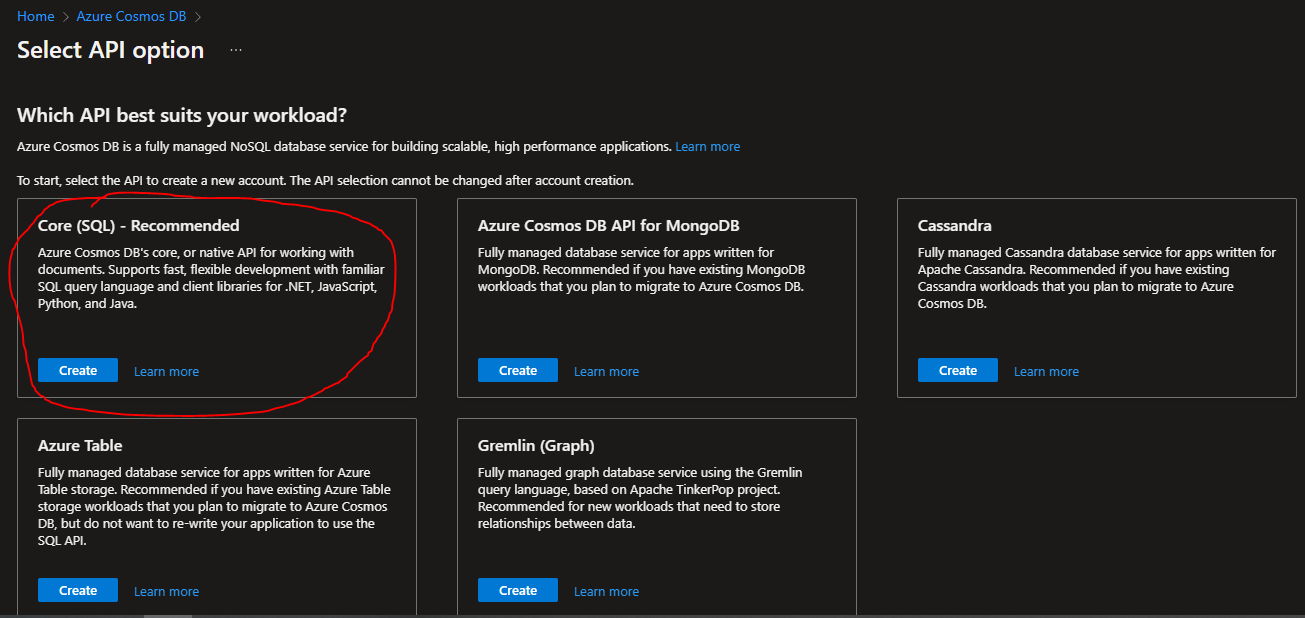 Home > Azure Cosmos DB >
Select API option ...
Which API best suits your workload?
Azure Cosmos DB is a fully managed NoSQL database service for building scalable, high performance applications. Learn more
To start, select the API to create a new account. The API selection cannot be changed after account creation.
Core (SQL) - Recommended
Azure Cosmos DB's core, or native API for working with
documents. Supports fast, flexible development with familiar
SQL query language and client libraries for .NET, JavaScript,
Python, and Java.
Create Learn more
Azure Cosmos DB API for MongoDB
Fully managed database service for apps written for
MongoDB. Recommended if you have existing MongoDB
workloads that you plan to migrate to Azure Cosmos DB.
Create Learn more
Cassandra
Fully managed Cassandra database service for apps written for
Apache Cassandra. Recommended if you have existing
Cassandra workloads that you plan to migrate to Azure
Cosmos DB.
Create Learn more
Azure Table
Fully managed database service for apps written for Azure
Table storage. Recommended if you have existing Azure Table
storage workloads that you plan to migrate to Azure Cosmos
DB, but do not want to re-write your application to use the
SQL API.
Create Learn more
Gremlin (Graph)
Fully managed graph database service using the Gremlin
query language, based on Apache TinkerPop project.
Recommended for new workloads that need to store
relationships between data.
Create Learn more